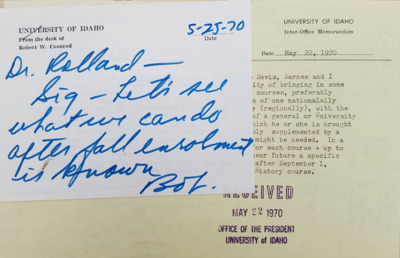 UNIVERSITY OF IDAHO
From the desk of
Robert W. Coonrod
Date
5-25-70
Dr. Rolland —
Sig — Let's see
what we can do
after fall enrolment
is known
Bob.
UNIVERSITY OF IDAHO
Inter-Office Memorandum
Date May 22, 1970
Davis, Barnes and I
ity of bringing in some
courses, preferably
n of one nationalally
y (regionally), with the
of a general or University
hich he or she is brought
ly supplemented by a
might be needed. In a
for each course + up to
ear future a specific
after September 1,
History course.
RECEIVED
MAY 22 1970
OFFICE OF THE PRESIDENT
UNIVERSITY of IDAHO